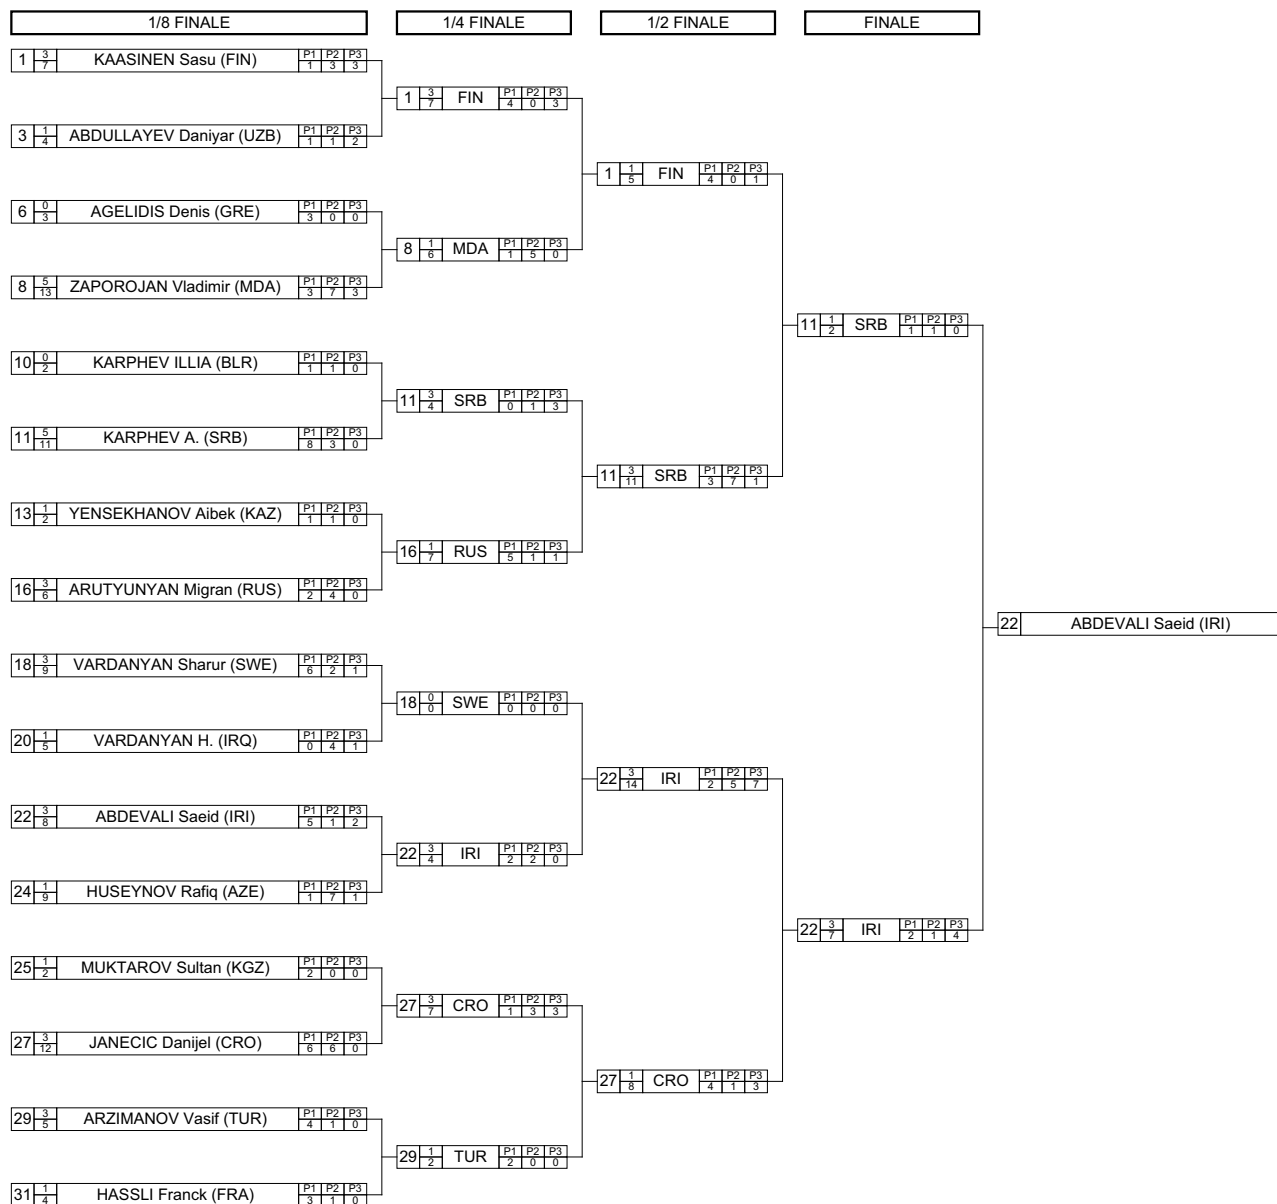 1/8 FINALE 1/4 FINALE 1/2 FINALE FINALE
1 3 7 KAASINEN Sasu (FIN) P1 P2 P3 1 3 3
1 3 7 FIN P1 P2 P3 4 0 3
3 1 4 ABDULLAYEV Daniyar (UZB) P1 P2 P3 1 1 2
1 1 5 FIN P1 P2 P3 4 0 1
6 0 3 AGELIDIS Denis (GRE) P1 P2 P3 3 0 0
8 1 6 MDA P1 P2 P3 1 5 0
8 5 13 ZAPOROJAN Vladimir (MDA) P1 P2 P3 3 7 3
11 1 2 SRB P1 P2 P3 1 1 0
10 0 2 KARPHEV ILLIA (BLR) P1 P2 P3 1 1 0
11 3 4 SRB P1 P2 P3 0 1 3
11 5 11 KARPHEV A. (SRB) P1 P2 P3 8 3 0
11 3 11 SRB P1 P2 P3 3 7 1
13 1 2 YENSEKHANOV Aibek (KAZ) P1 P2 P3 1 1 0
16 1 7 RUS P1 P2 P3 5 1 1
16 3 6 ARUTYUNYAN Migran (RUS) P1 P2 P3 2 4 0
22 ABDEVALI Saeid (IRI)
18 3 9 VARDANYAN Sharur (SWE) P1 P2 P3 6 2 1
18 0 0 SWE P1 P2 P3 0 0 0
20 1 5 VARDANYAN H. (IRQ) P1 P2 P3 0 4 1
22 3 14 IRI P1 P2 P3 2 5 7
22 3 8 ABDEVALI Saeid (IRI) P1 P2 P3 5 1 2
22 3 4 IRI P1 P2 P3 2 2 0
24 1 9 HUSEYNOV Rafiq (AZE) P1 P2 P3 1 7 1
22 3 7 IRI P1 P2 P3 2 1 4
25 1 2 MUKTAROV Sultan (KGZ) P1 P2 P3 2 0 0
27 3 7 CRO P1 P2 P3 1 3 3
27 3 12 JANECIC Danijel (CRO) P1 P2 P3 6 6 0
27 1 8 CRO P1 P2 P3 4 1 3
29 3 5 ARZIMANOV Vasif (TUR) P1 P2 P3 4 1 0
29 1 2 TUR P1 P2 P3 2 0 0
31 1 4 HASSLI Franck (FRA) P1 P2 P3 3 1 0